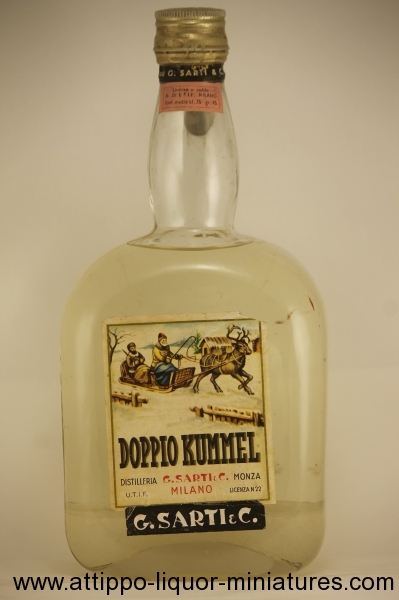 G. SARTI & C.
DOPPIO KUMMEL
DISTILLERIA G. SARTI & C. MONZA
U.T.I.F. MILANO LICENZA N 22
G. SARTI & C.
www.attippo-liquor-miniatures.com